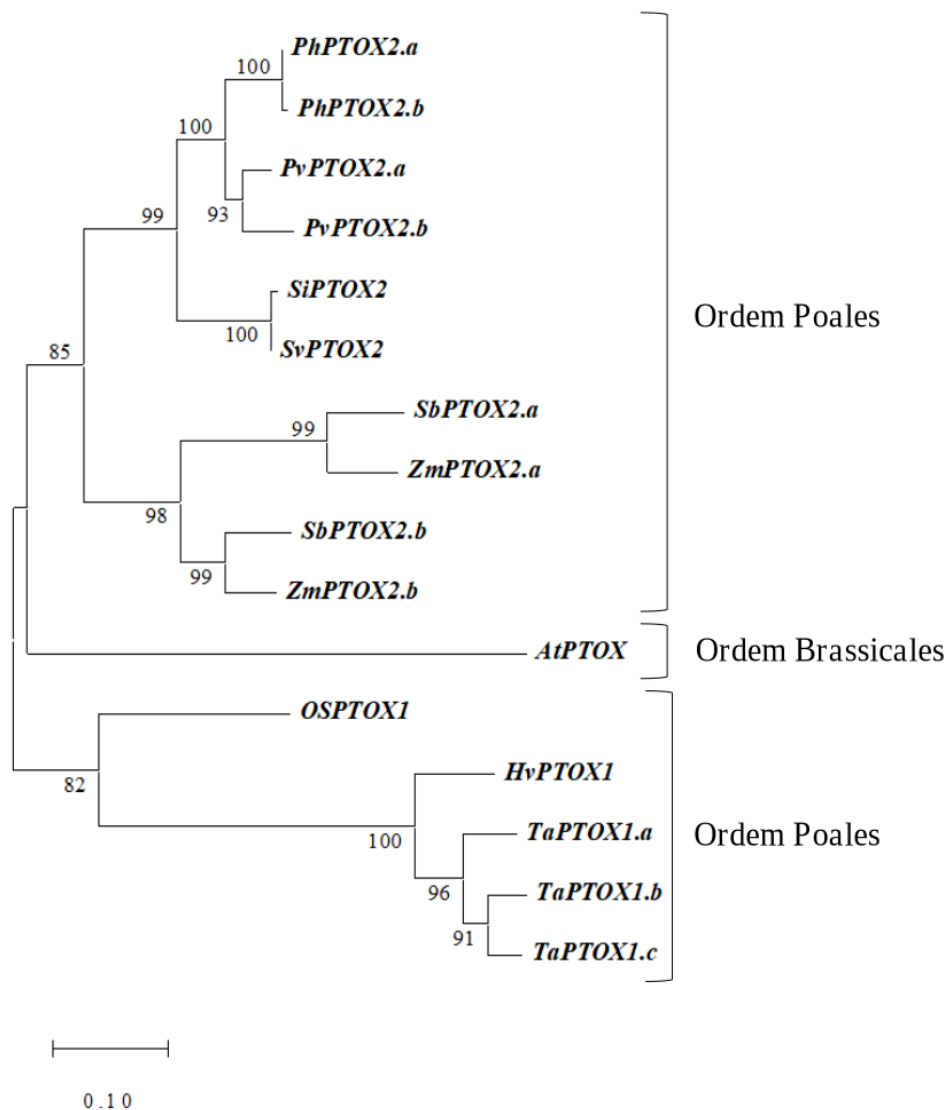 PhPTOX2.a
100
PhPTOX2.b
100
PvPTOX2.a
99
93
PvPTOX2.b
SiPTOX2
Ordem Poales
100
SvPTOX2
85
SbPTOX2.a
99
ZmPTOX2.a
98
SbPTOX2.b
99
ZmPTOX2.b
AtPTOX
Ordem Brassicales
OSPTOX1
HvPTOX1
82
TaPTOX1.a
Ordem Poales
100
TaPTOX1.b
96
91
TaPTOX1.c
0.10